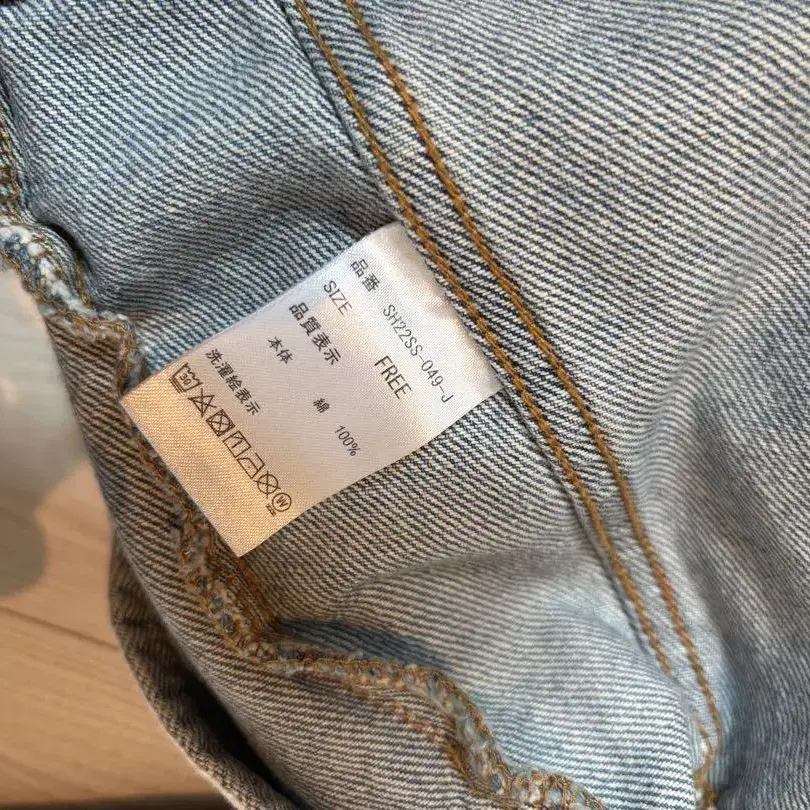 品番 SH22SS-049-J
SIZE FREE
品質表示
本体 綿 100%
洗濯絵表示
30
W